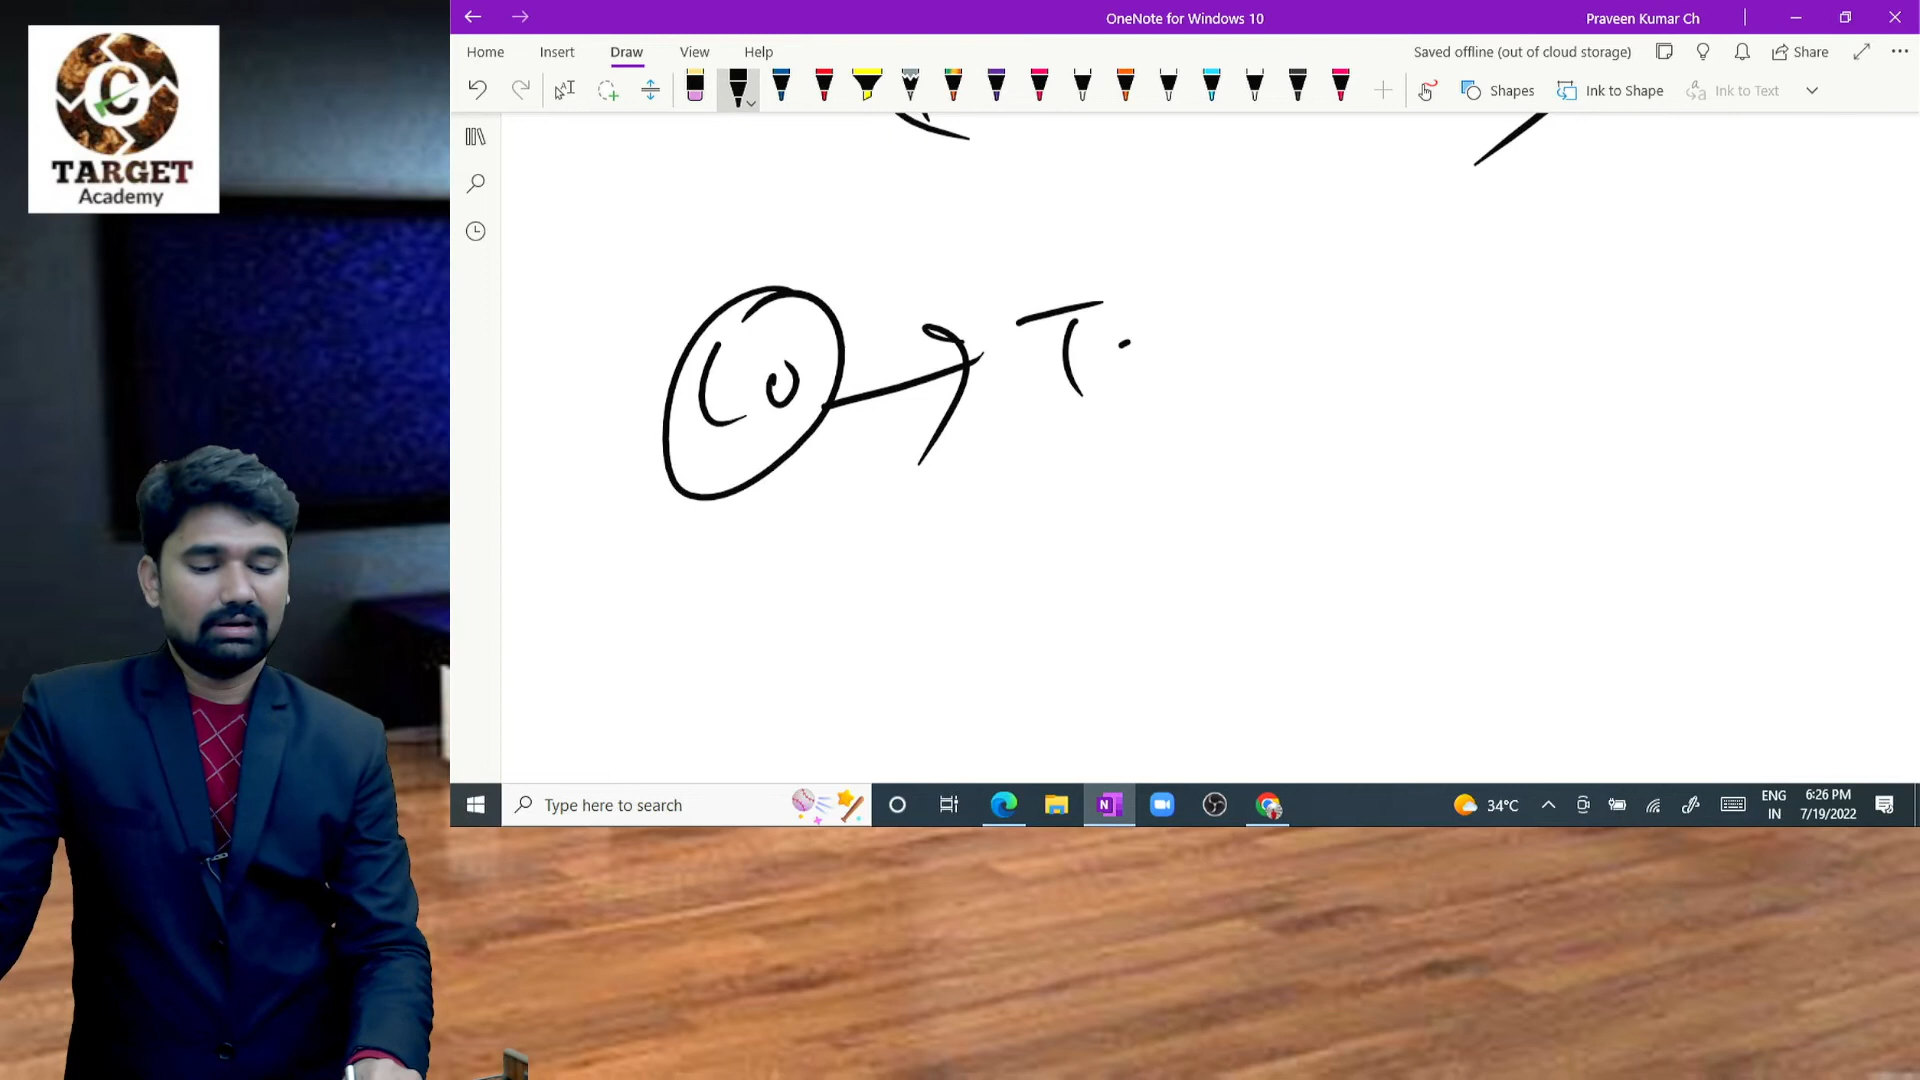 C
TARGET
Academy
OneNote for Windows 10
Praveen Kumar Ch
Home Insert Draw View Help
Saved offline (out of cloud storage)
Share
Shapes
Ink to Shape
Ink to Text
Co → T.
Type here to search
N
34°C
ENG
IN
6:26 PM
7/19/2022